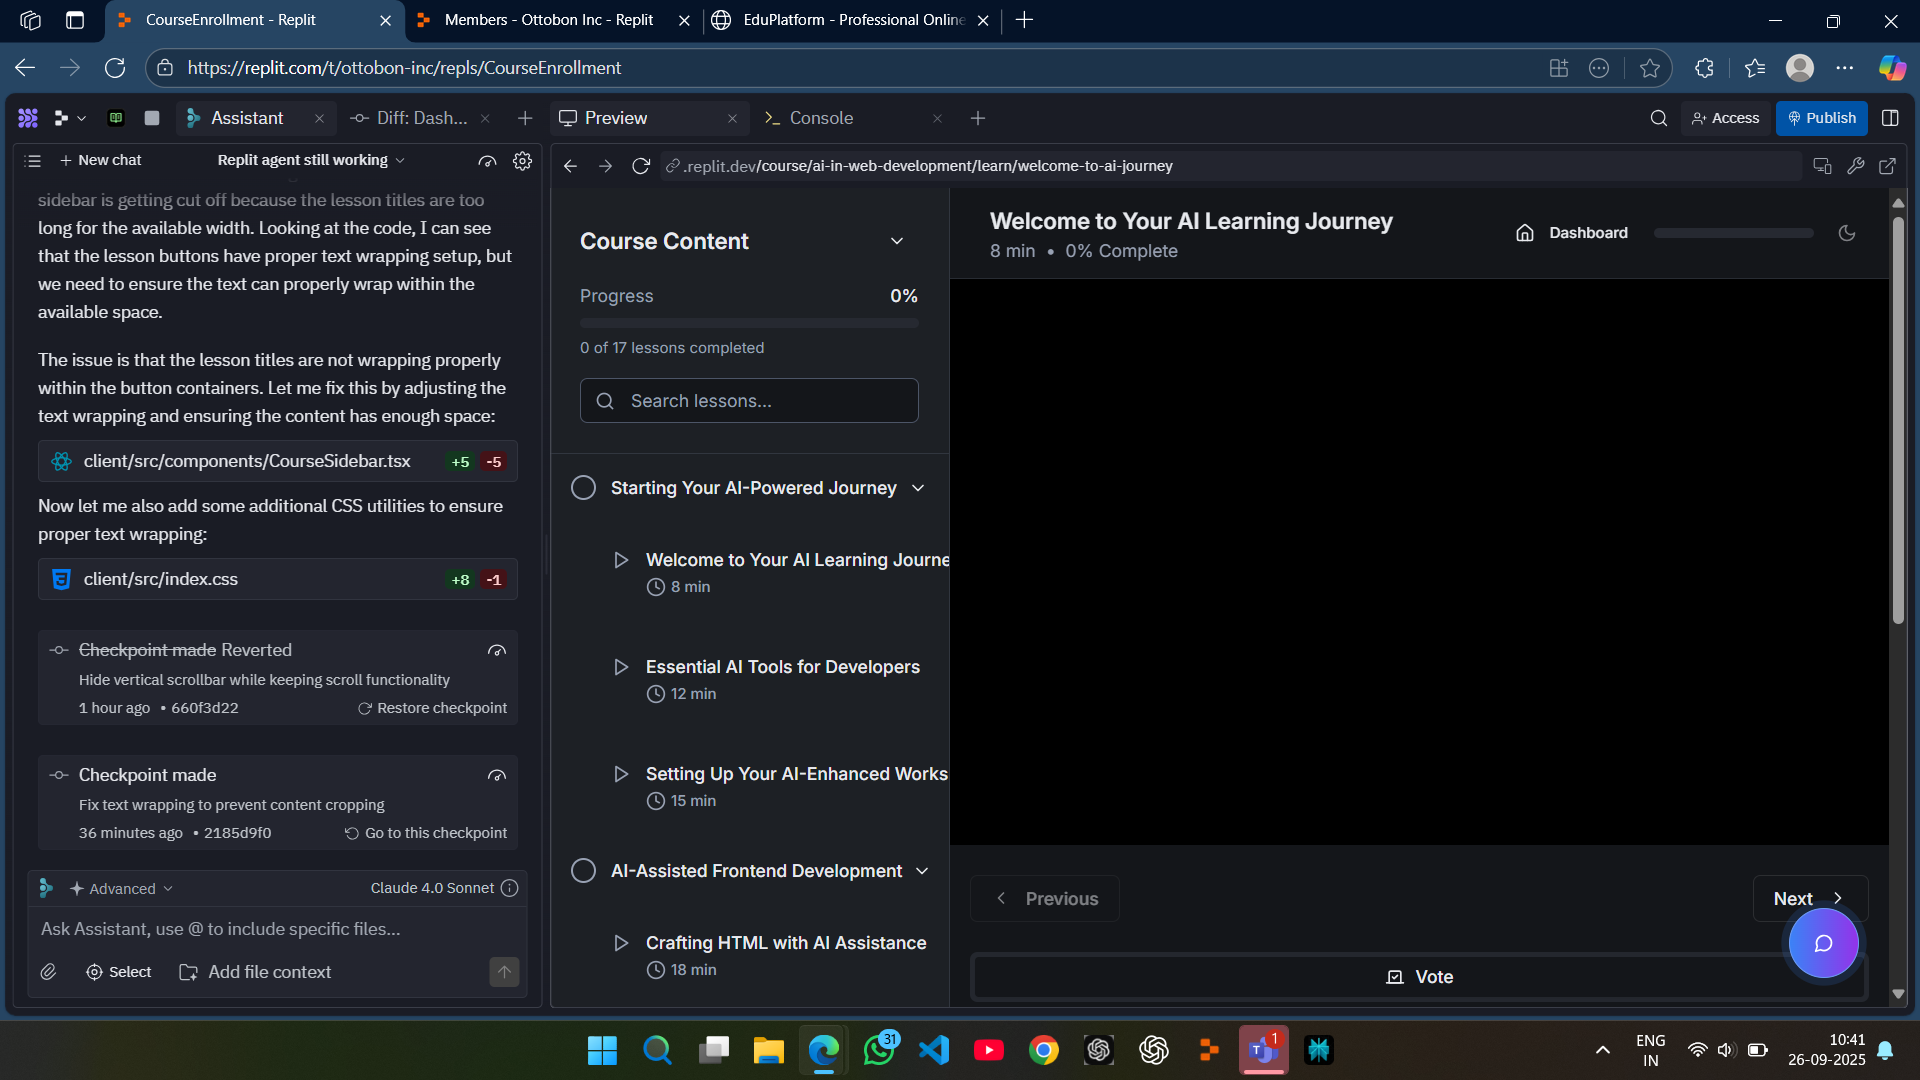 CourseEnrollment - Replit
Members - Ottobon Inc - Replit
EduPlatform - Professional Online
https://replit.com/t/ottobon-inc/repls/CourseEnrollment
Assistant
Diff: Dash...
Preview
Console
Access
Publish
New chat
Replit agent still working
.replit.dev/course/ai-in-web-development/learn/welcome-to-ai-journey
sidebar is getting cut off because the lesson titles are too
long for the available width. Looking at the code, I can see
that the lesson buttons have proper text wrapping setup, but
we need to ensure the text can properly wrap within the
available space.
The issue is that the lesson titles are not wrapping properly
within the button containers. Let me fix this by adjusting the
text wrapping and ensuring the content has enough space:
client/src/components/CourseSidebar.tsx +5 -5
Now let me also add some additional CSS utilities to ensure
proper text wrapping:
client/src/index.css +8 -1
Checkpoint made Reverted
Hide vertical scrollbar while keeping scroll functionality
1 hour ago • 660f3d22 Restore checkpoint
Checkpoint made
Fix text wrapping to prevent content cropping
36 minutes ago • 2185d9f0 Go to this checkpoint
Advanced
Claude 4.0 Sonnet
Ask Assistant, use @ to include specific files...
Select
Add file context
Course Content
Progress 0%
0 of 17 lessons completed
Search lessons...
Starting Your AI-Powered Journey
Welcome to Your AI Learning Journe
8 min
Essential AI Tools for Developers
12 min
Setting Up Your AI-Enhanced Works
15 min
AI-Assisted Frontend Development
Crafting HTML with AI Assistance
18 min
Welcome to Your AI Learning Journey
8 min • 0% Complete
Dashboard
Previous
Next
Vote
31
1
ENG
IN
10:41
26-09-2025